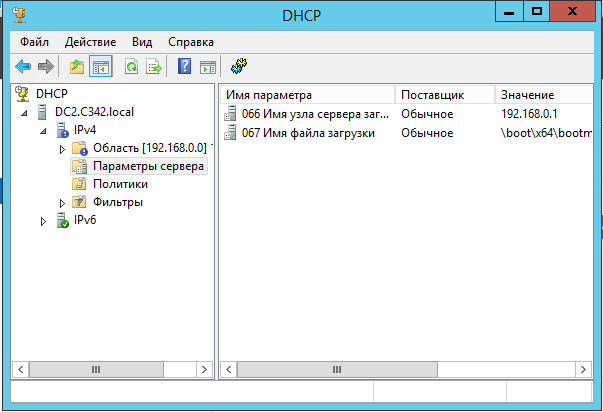 DHCP
Файл Действие Вид Справка
DHCP
DC2.C342.local
IPv4
Область [192.168.0.0]
Параметры сервера
Политики
Фильтры
IPv6
Имя параметра Поставщик Значение
066 Имя узла сервера заг... Обычное 192.168.0.1
067 Имя файла загрузки Обычное \boot\x64\bootm